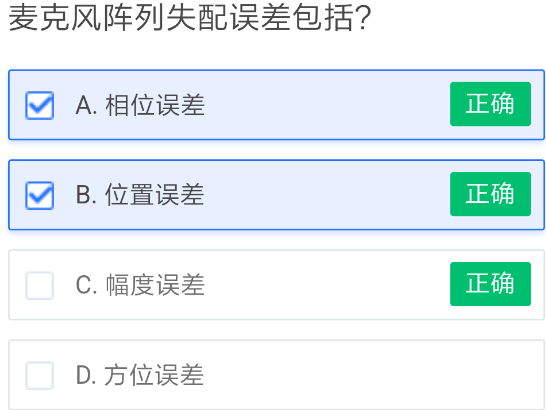 麦克风阵列失配误差包括?
A. 相位误差 正确
B. 位置误差 正确
C. 幅度误差 正确
D. 方位误差